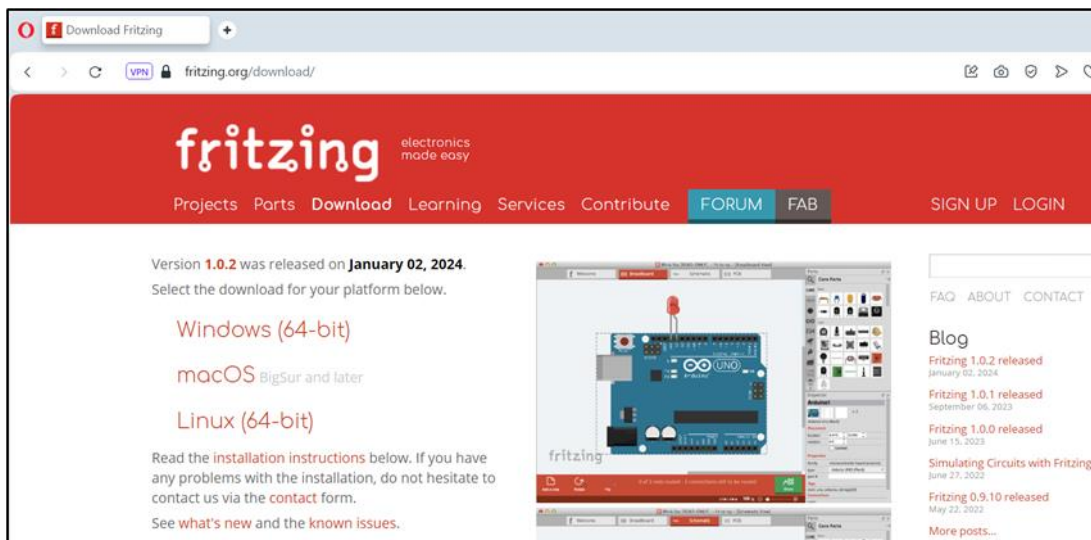 Download Fritzing
VPN fritzing.org/download/
fritzing electronics
made easy
Projects Parts Download Learning Services Contribute FORUM FAB SIGN UP LOGIN
Version 1.0.2 was released on January 02, 2024.
Select the download for your platform below.
Windows (64-bit)
macOS BigSur and later
Linux (64-bit)
Read the installation instructions below. If you have
any problems with the installation, do not hesitate to
contact us via the contact form.
See what's new and the known issues.
UNO
fritzing
FAQ ABOUT CONTACT
Blog
Fritzing 1.0.2 released
January 02, 2024
Fritzing 1.0.1 released
September 06, 2023
Fritzing 1.0.0 released
June 15, 2023
Simulating Circuits with Fritzing
June 27, 2022
Fritzing 0.9.10 released
May 22, 2022
More posts...